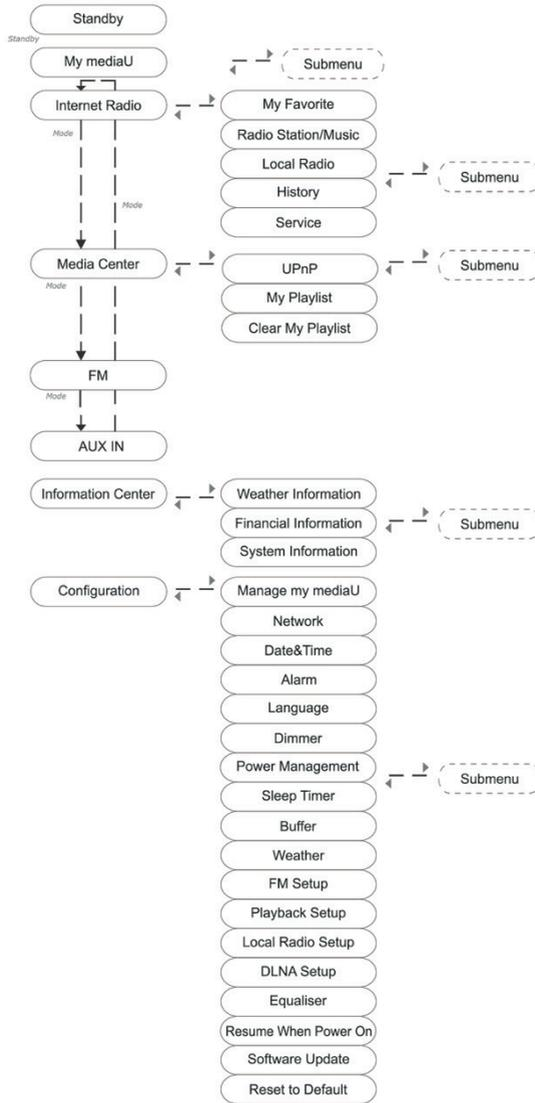 Standby
Standby
My mediaU
Submenu
Internet Radio
My Favorite
Mode
Radio Station/Music
Local Radio
Submenu
History
Mode
Service
Media Center
UPnP
Submenu
Mode
My Playlist
Clear My Playlist
FM
Mode
AUX IN
Information Center
Weather Information
Financial Information
Submenu
System Information
Configuration
Manage my mediaU
Network
Date&Time
Alarm
Language
Dimmer
Power Management
Submenu
Sleep Timer
Buffer
Weather
FM Setup
Playback Setup
Local Radio Setup
DLNA Setup
Equaliser
Resume When Power On
Software Update
Reset to Default